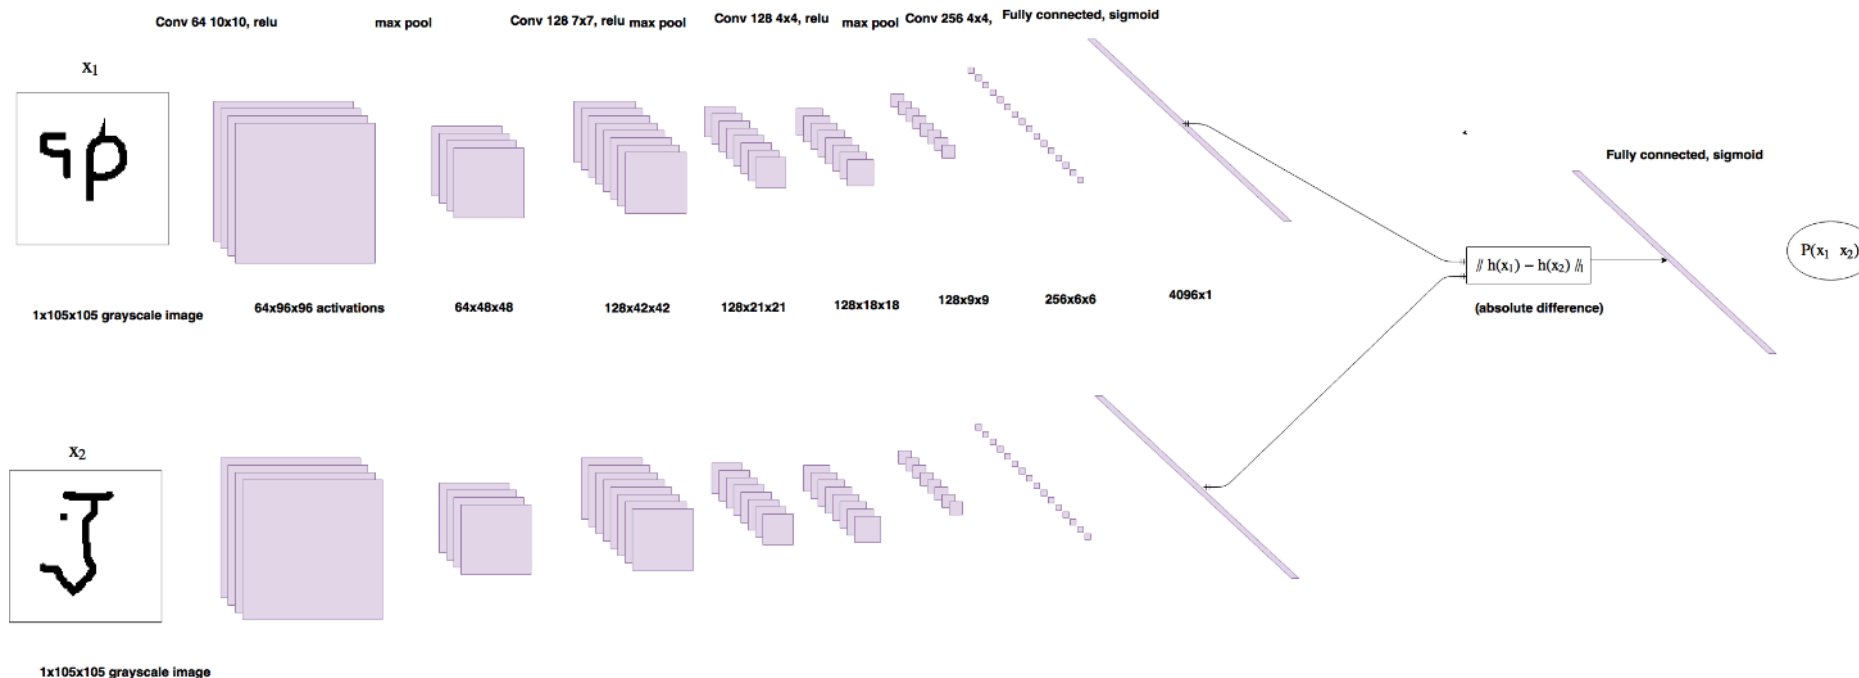 Conv 64 10x10, relu
max pool
Conv 128 7x7, relu
max pool
Conv 128 4x4, relu
max pool
Conv 256 4x4,
Fully connected, sigmoid
x₁
Fully connected, sigmoid
// h(x₁) − h(x₂) //₁
P(x₁ x₂)
1x105x105 grayscale image
64x96x96 activations
64x48x48
128x42x42
128x21x21
128x18x18
128x9x9
256x6x6
4096x1
(absolute difference)
x₂
1x105x105 grayscale image